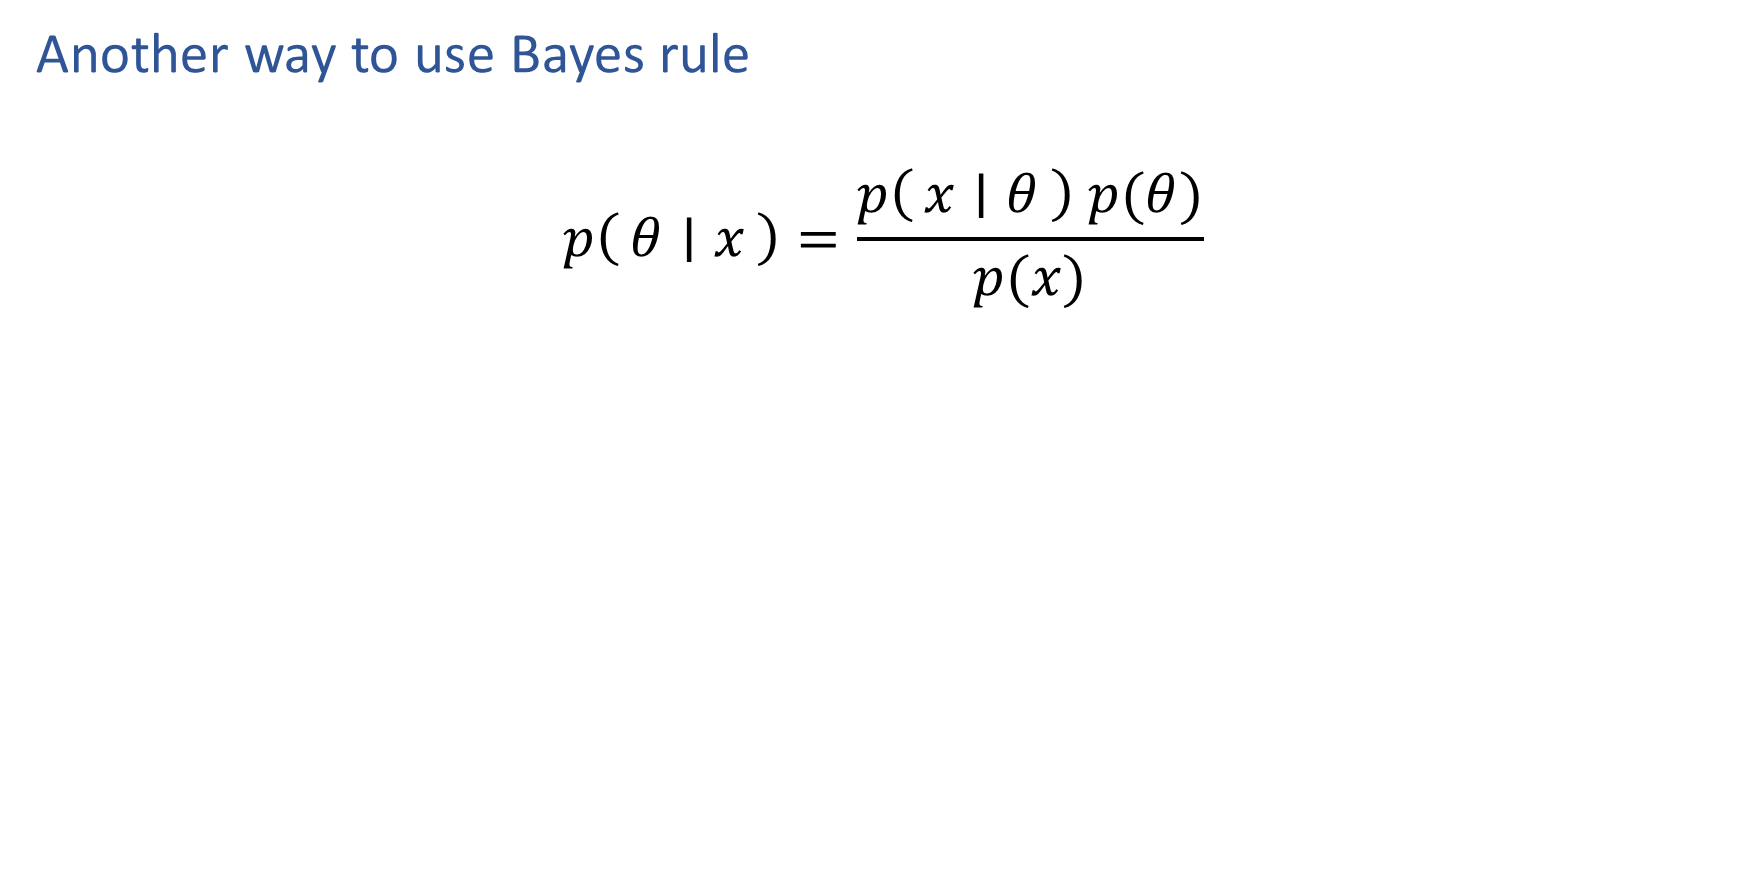 Another way to use Bayes rule
p( θ | x ) = p( x | θ ) p(θ) / p(x)